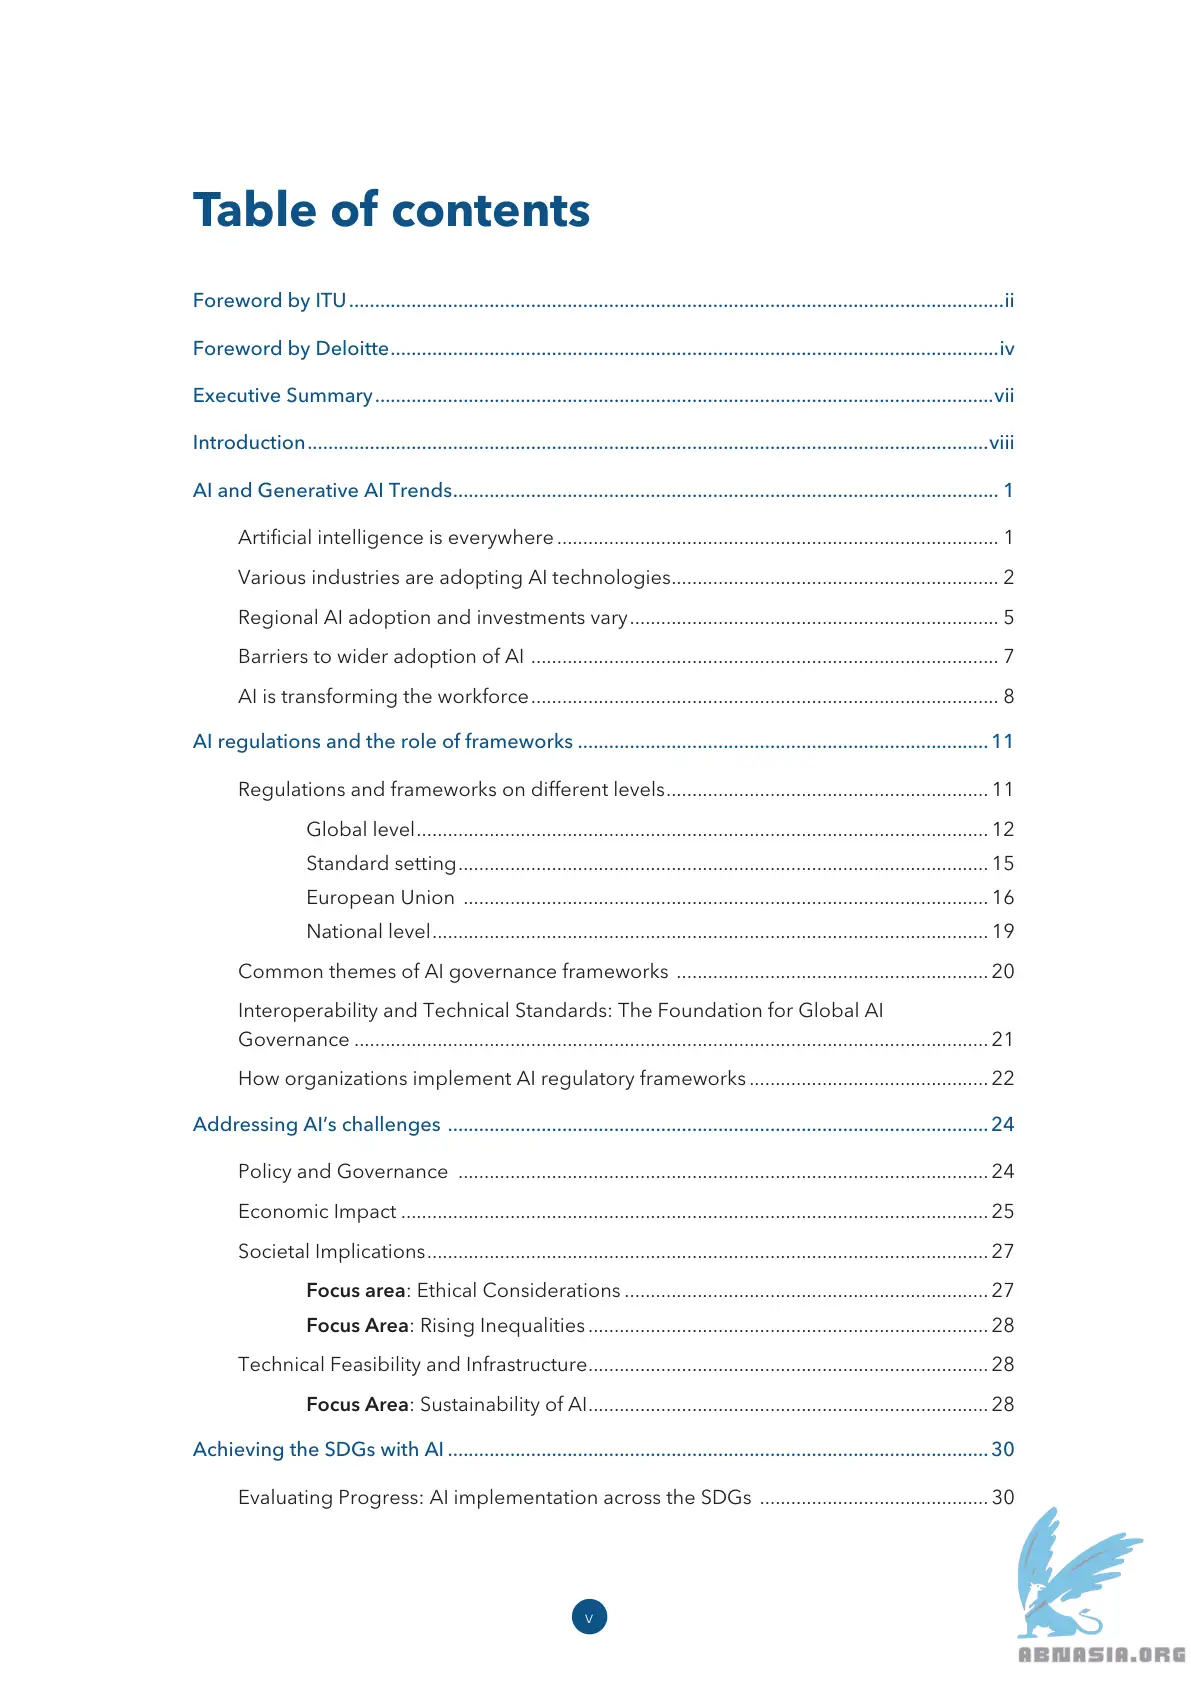 Table of contents
Foreword by ITU ii
Foreword by Deloitte iv
Executive Summary vii
Introduction viii
AI and Generative AI Trends 1
Artificial intelligence is everywhere 1
Various industries are adopting AI technologies 2
Regional AI adoption and investments vary 5
Barriers to wider adoption of AI 7
AI is transforming the workforce 8
AI regulations and the role of frameworks 11
Regulations and frameworks on different levels 11
Global level 12
Standard setting 15
European Union 16
National level 19
Common themes of AI governance frameworks 20
Interoperability and Technical Standards: The Foundation for Global AI
Governance 21
How organizations implement AI regulatory frameworks 22
Addressing AI’s challenges 24
Policy and Governance 24
Economic Impact 25
Societal Implications 27
Focus area: Ethical Considerations 27
Focus Area: Rising Inequalities 28
Technical Feasibility and Infrastructure 28
Focus Area: Sustainability of AI 28
Achieving the SDGs with AI 30
Evaluating Progress: AI implementation across the SDGs 30
v
ABNASIA.ORG